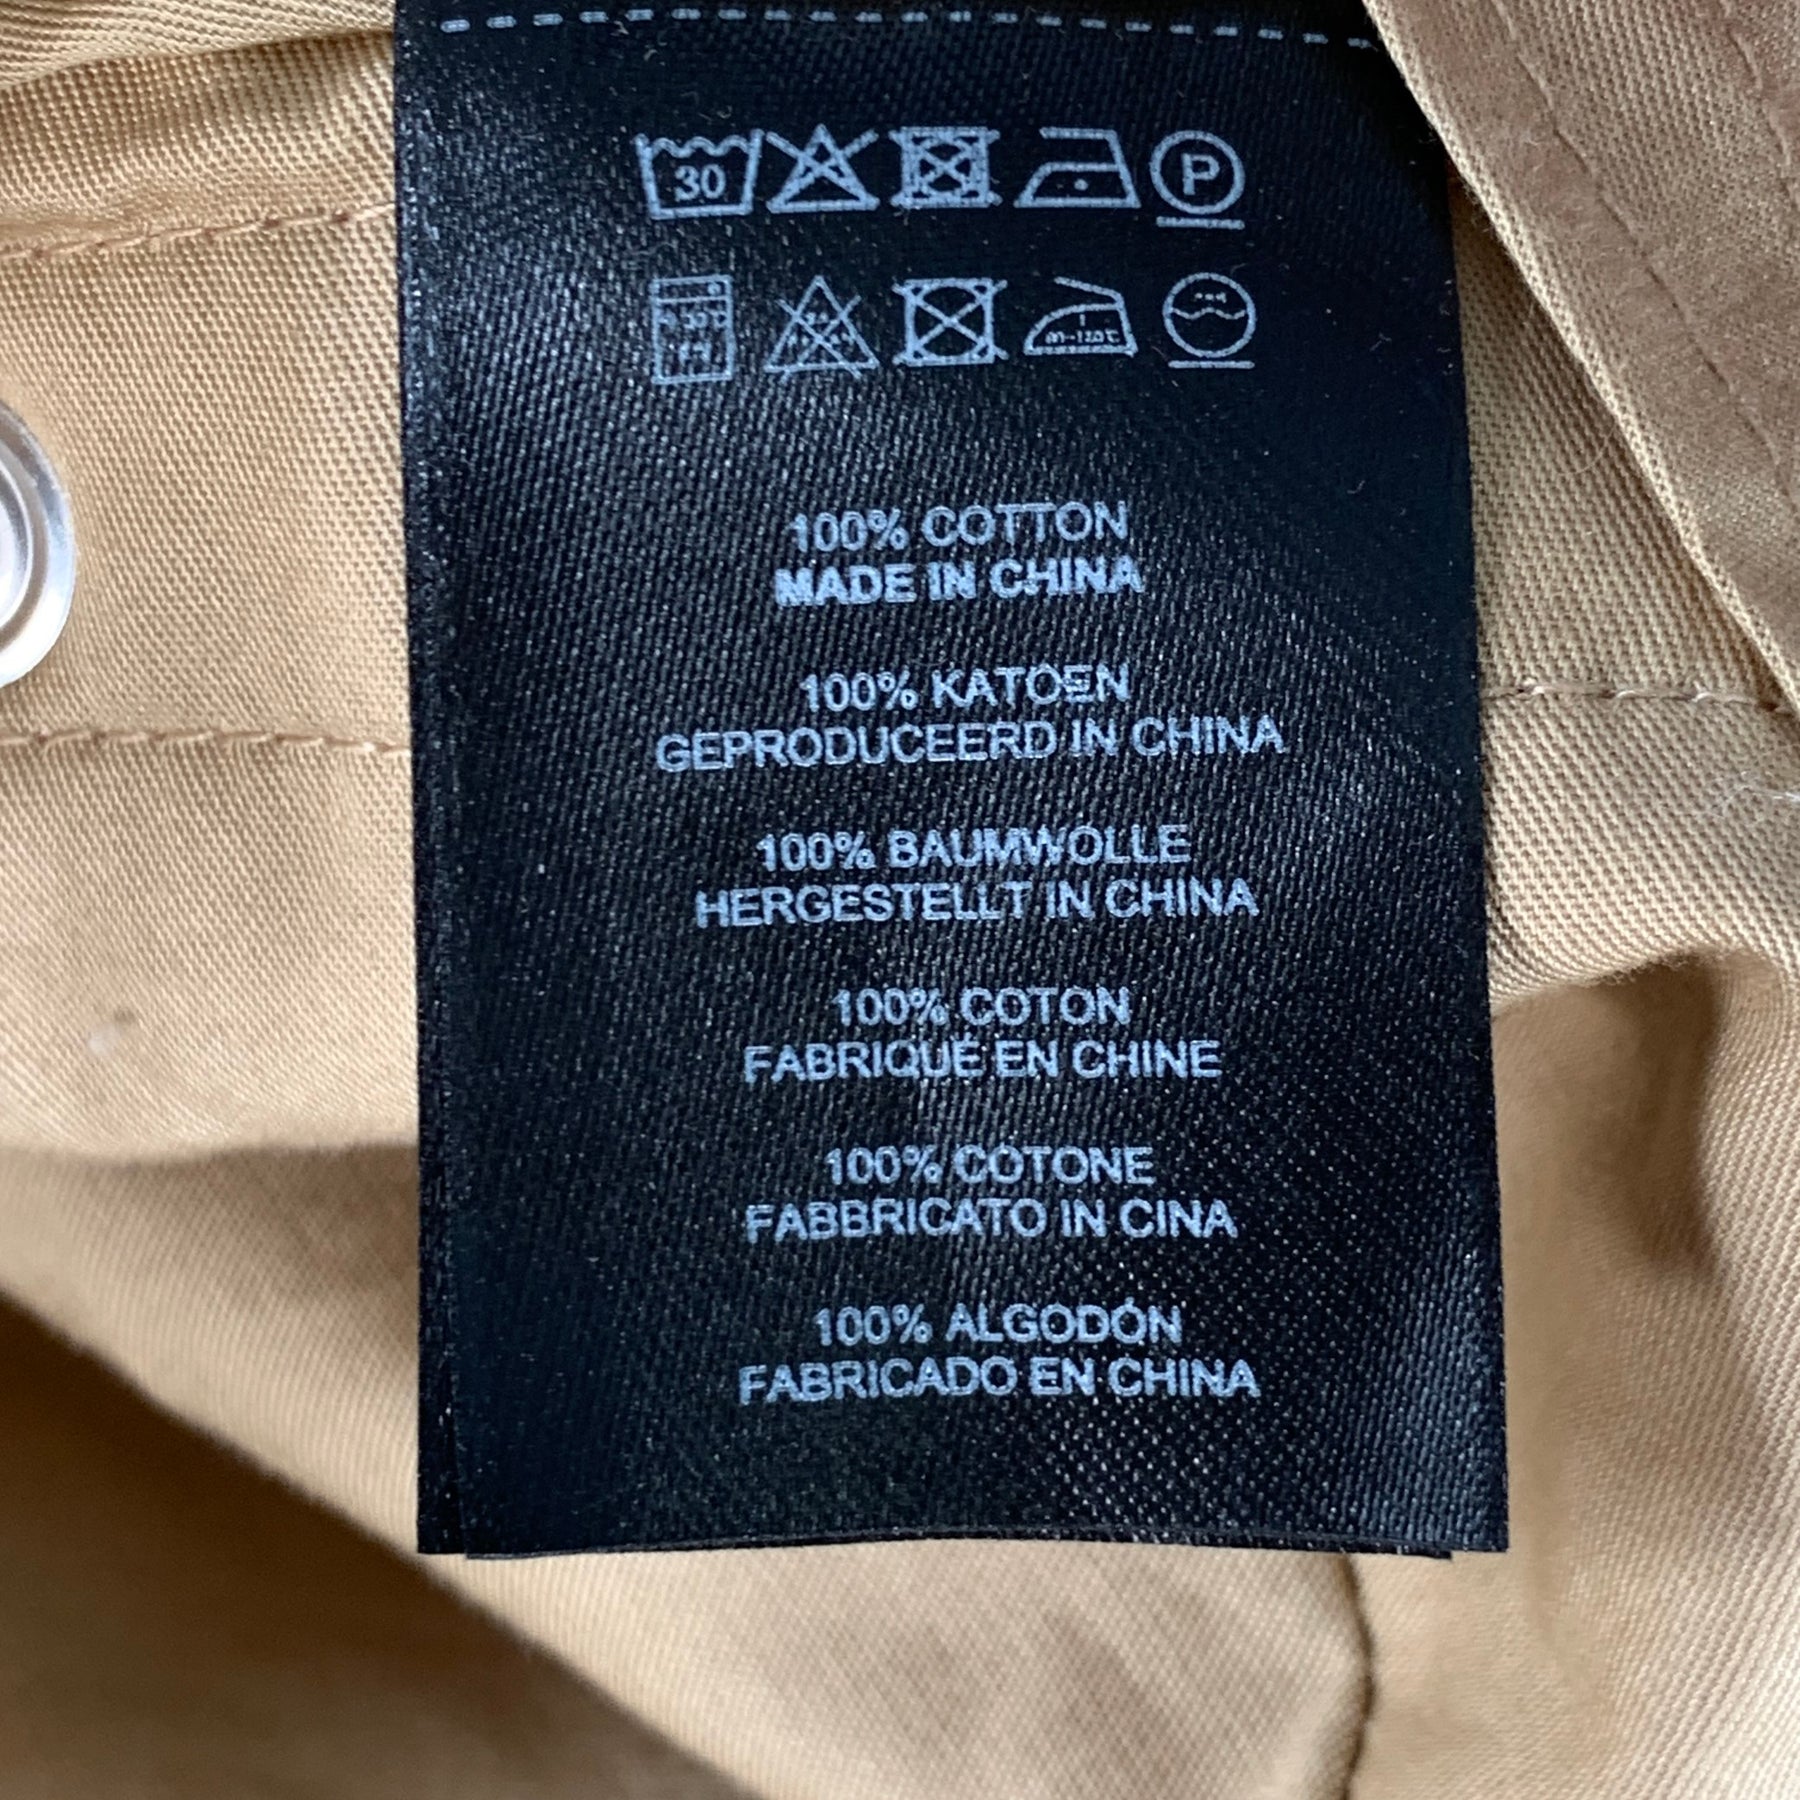 30
P
100% COTTON
MADE IN CHINA
100% KATOEN
GEPRODUCEERD IN CHINA
100% BAUMWOLLE
HERGESTELLT IN CHINA
100% COTON
FABRIQUÉ EN CHINE
100% COTONE
FABBRICATO IN CINA
100% ALGODÓN
FABRICADO EN CHINA